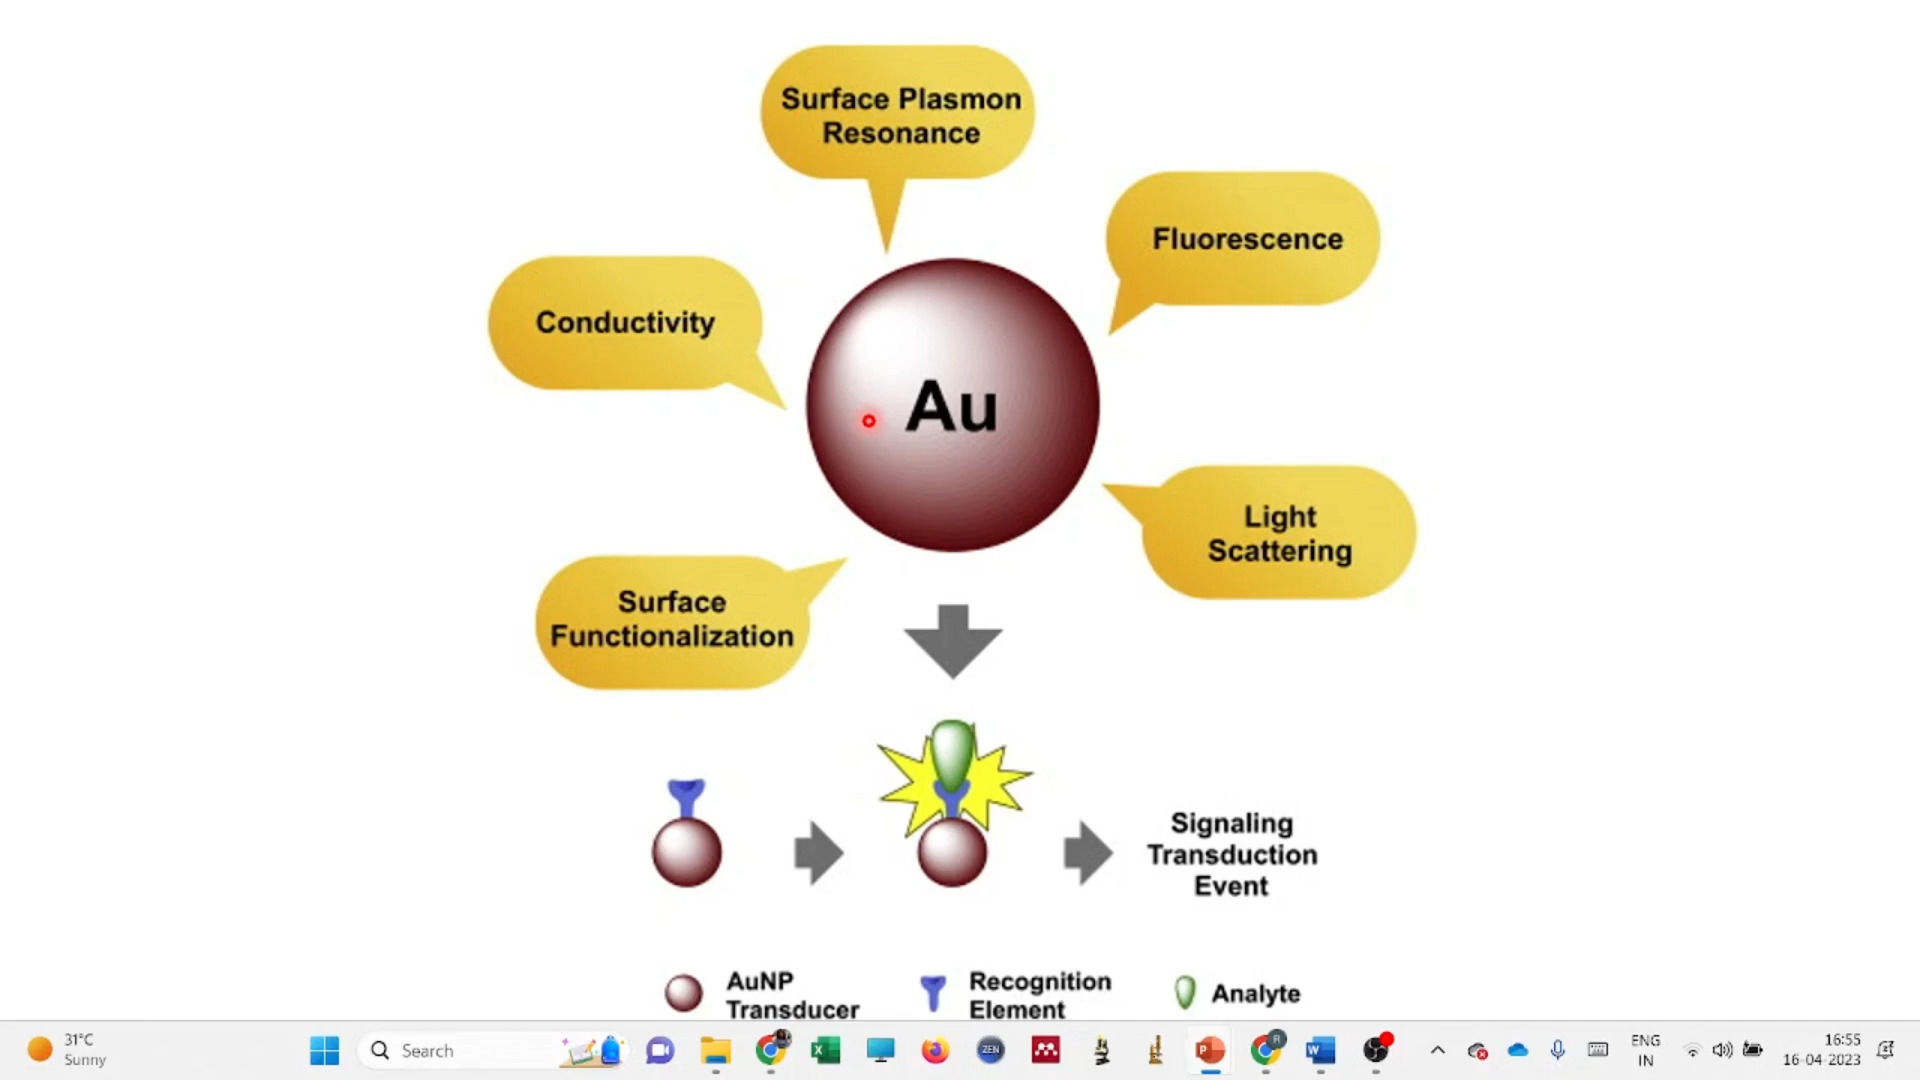 Surface Plasmon
Resonance
Fluorescence
Conductivity
Au
Light
Scattering
Surface
Functionalization
Signaling
Transduction
Event
AuNP
Transducer
Recognition
Element
Analyte
31°C
Sunny
Search
ZEN
X
P
R
W
ENG
IN
16:55
16-04-2023